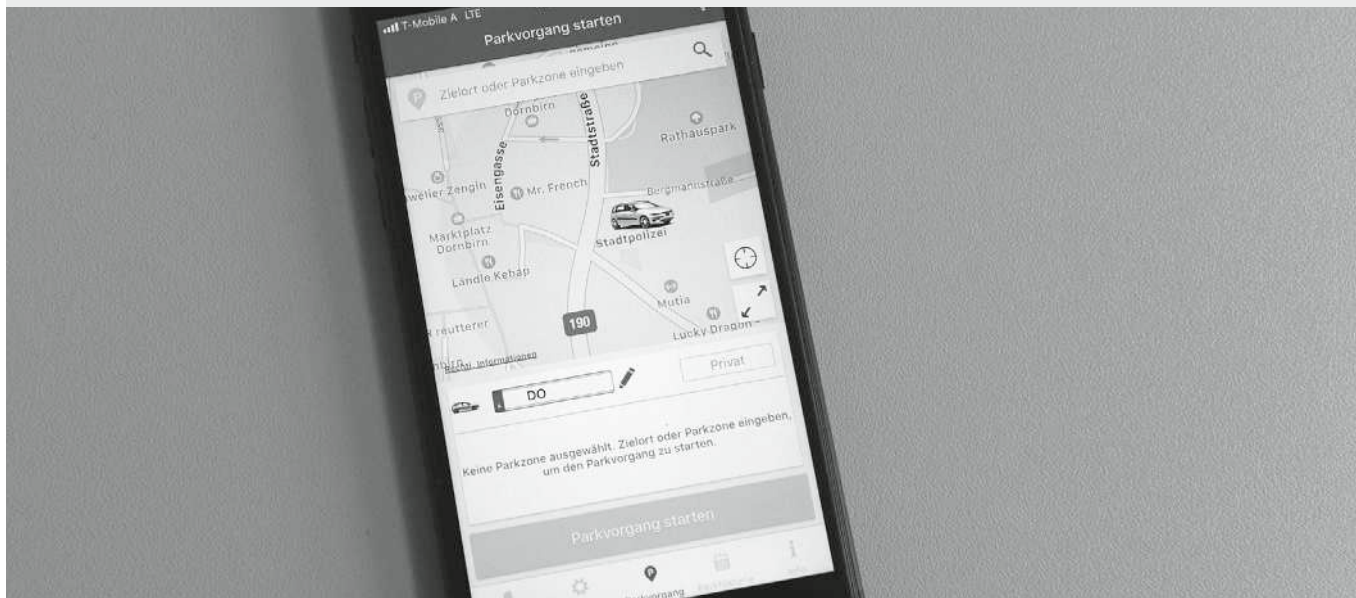 T-Mobile A LTE
Parkvorgang starten
Zielort oder Parkzone eingeben
Dornbirn
Stadtstraße
Rathauspark
Eisengasse
Zengin
Mr. French
Bergmannstraße
Marktplatz
Dornbirn
Stadtpolizei
Ländle Kebap
Mutia
190
Lucky Dragon
reutterer
Informationen
DO
Privat
Keine Parkzone ausgewählt. Zielort oder Parkzone eingeben,
um den Parkvorgang zu starten.
Parkvorgang starten
Info